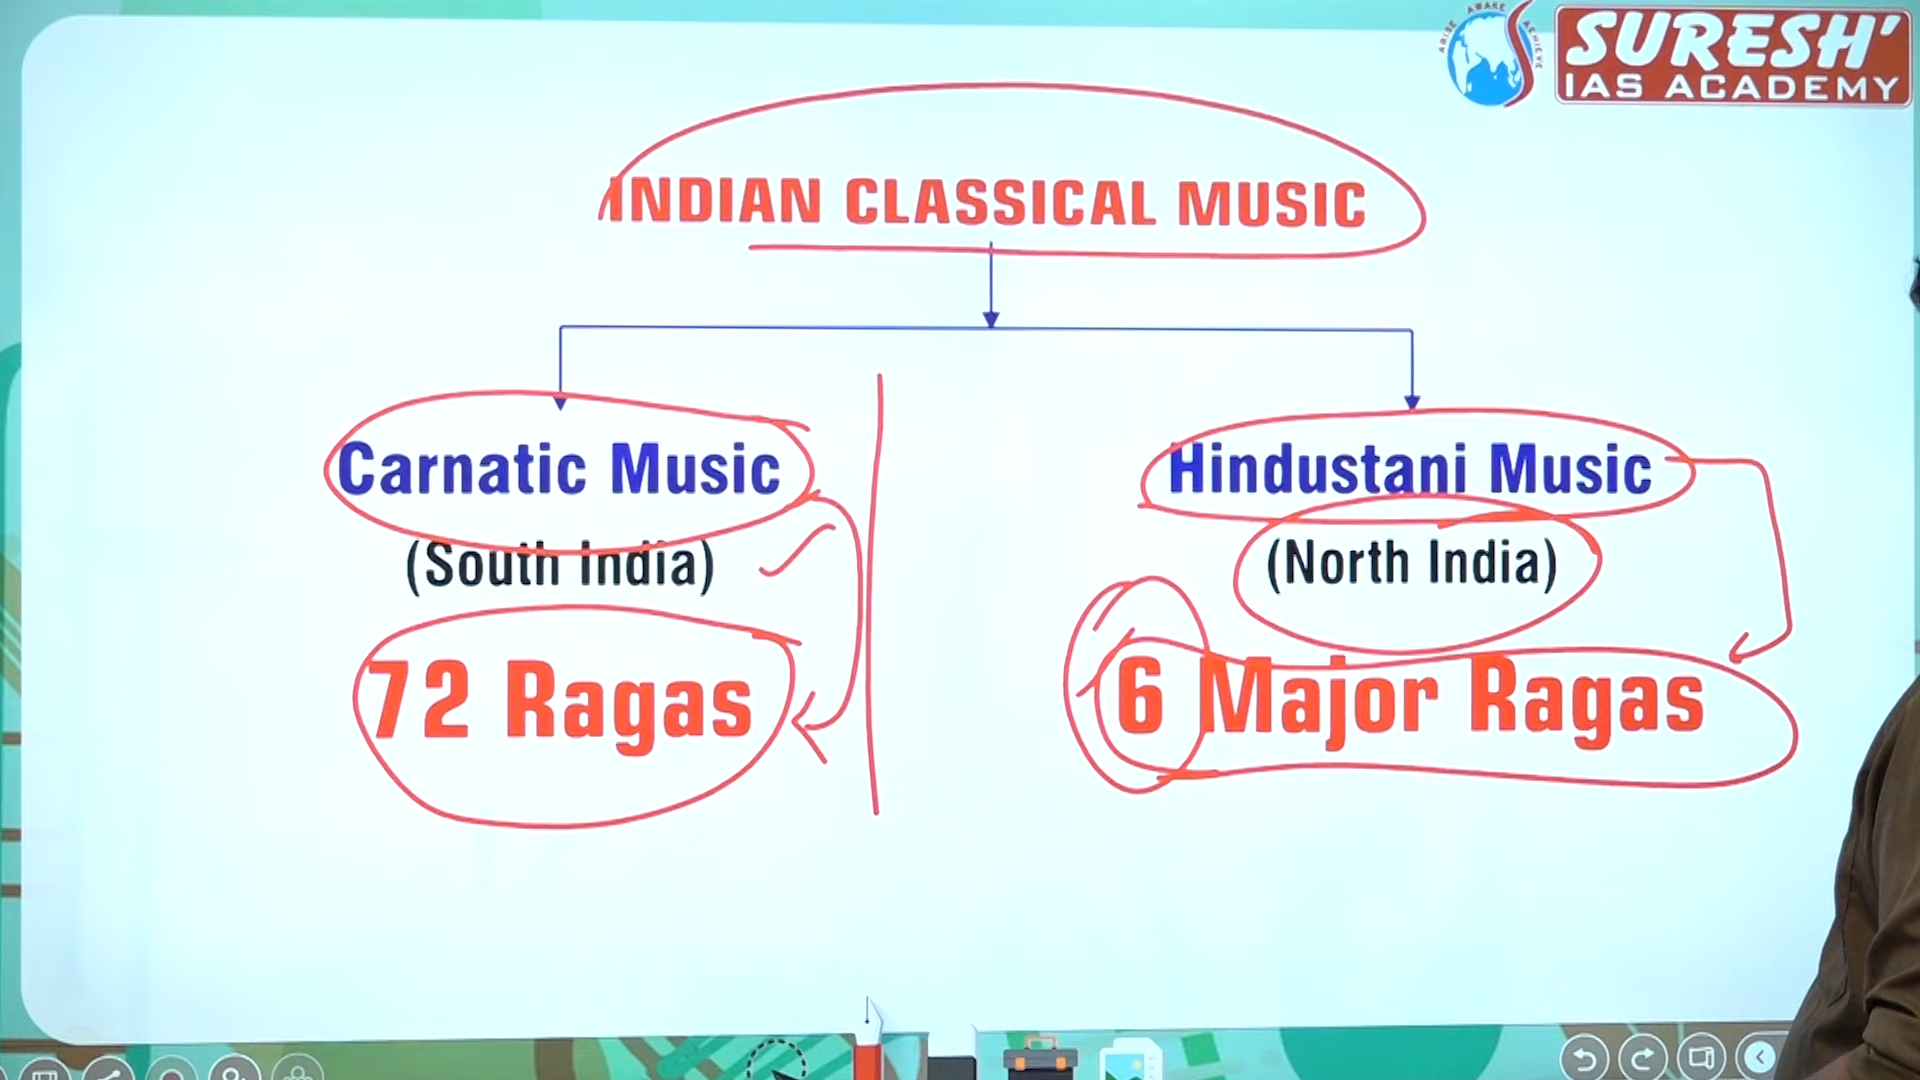 ARISE AWAKE ACHIEVE
SURESH'
IAS ACADEMY
INDIAN CLASSICAL MUSIC
Carnatic Music
Hindustani Music
(South India)
(North India)
72 Ragas
6 Major Ragas